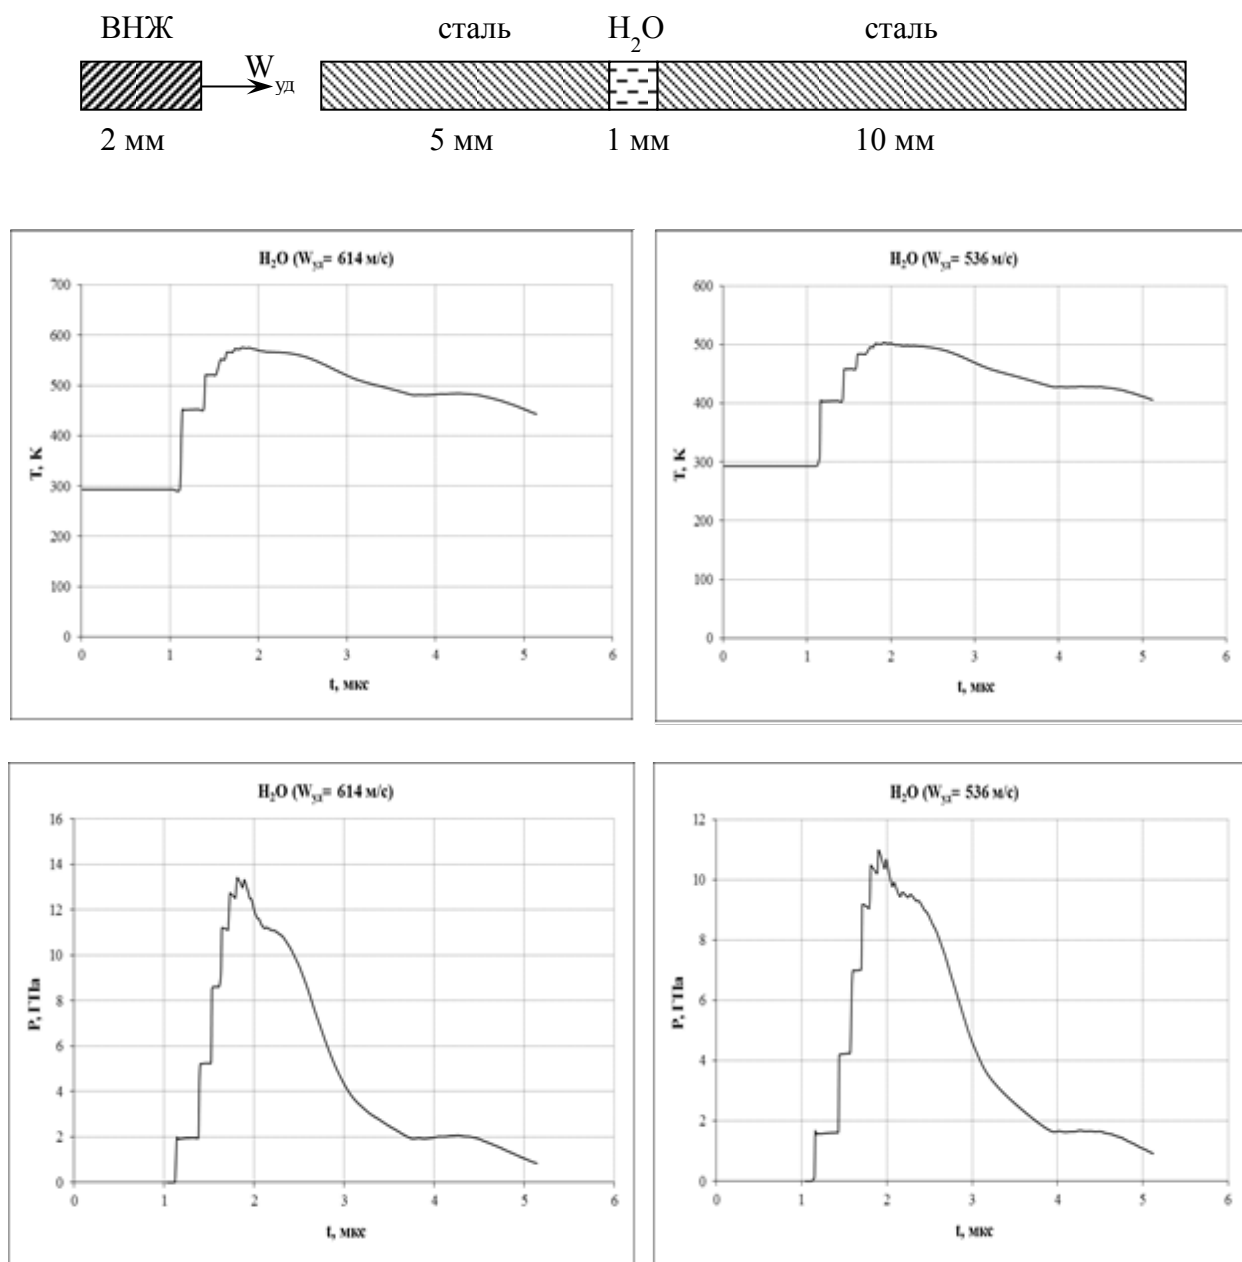 ВНЖ сталь H₂O сталь
Wуд
2 мм 5 мм 1 мм 10 мм
H₂O (Wуд= 614 м/с)
700
600
500
400
300
200
100
0
0 1 2 3 4 5 6
T, K
t, мкс
H₂O (Wуд= 536 м/с)
600
500
400
300
200
100
0
0 1 2 3 4 5 6
T, K
t, мкс
H₂O (Wуд= 614 м/с)
16
14
12
10
8
6
4
2
0
0 1 2 3 4 5 6
P, ГПа
t, мкс
H₂O (Wуд= 536 м/с)
12
10
8
6
4
2
0
0 1 2 3 4 5 6
P, ГПа
t, мкс